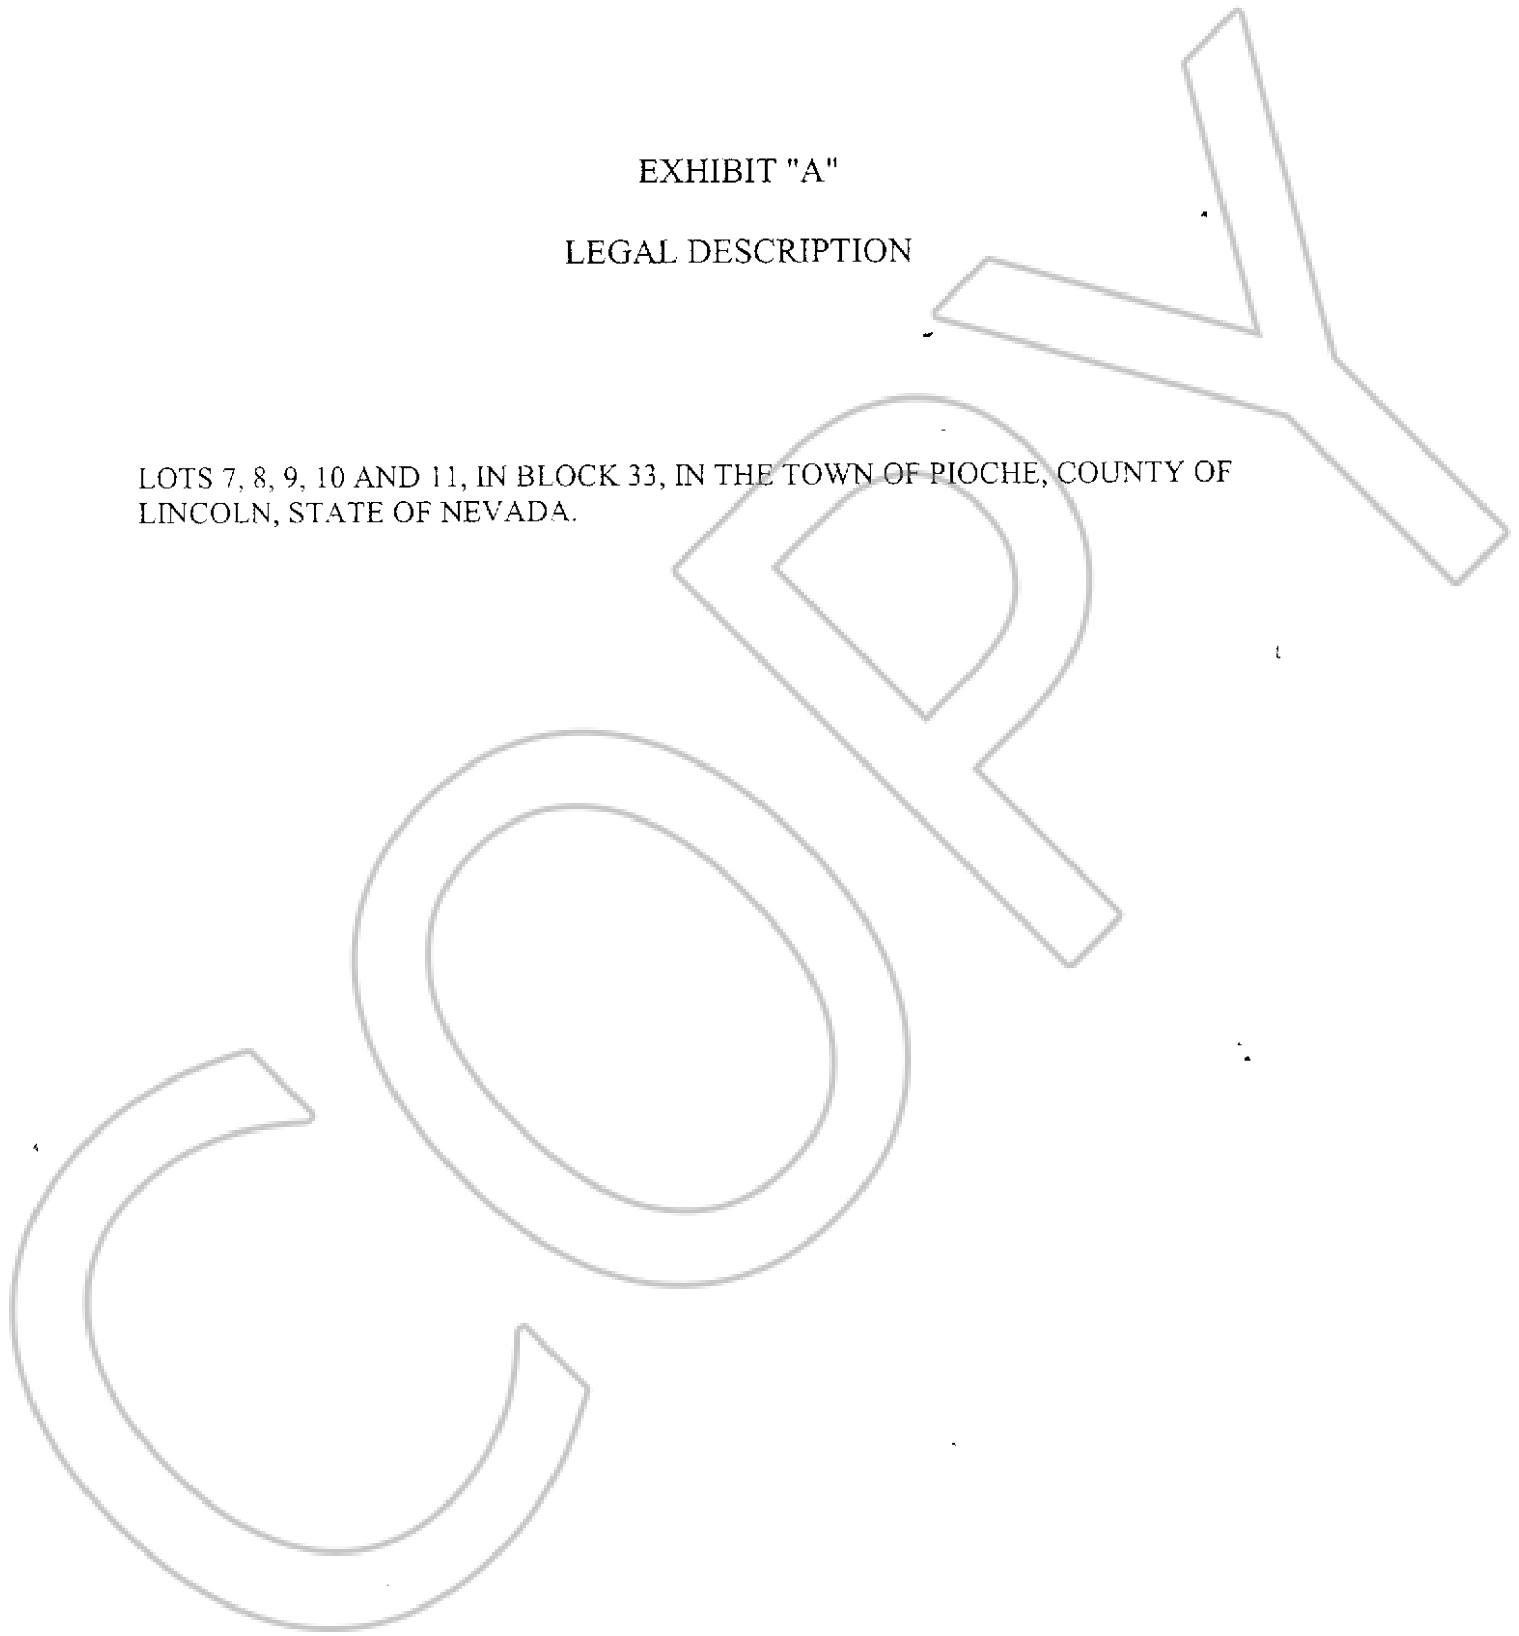 EXHIBIT "A"
LEGAL DESCRIPTION
LOTS 7, 8, 9, 10 AND 11, IN BLOCK 33, IN THE TOWN OF PIOCHE, COUNTY OF
LINCOLN, STATE OF NEVADA.
COPY